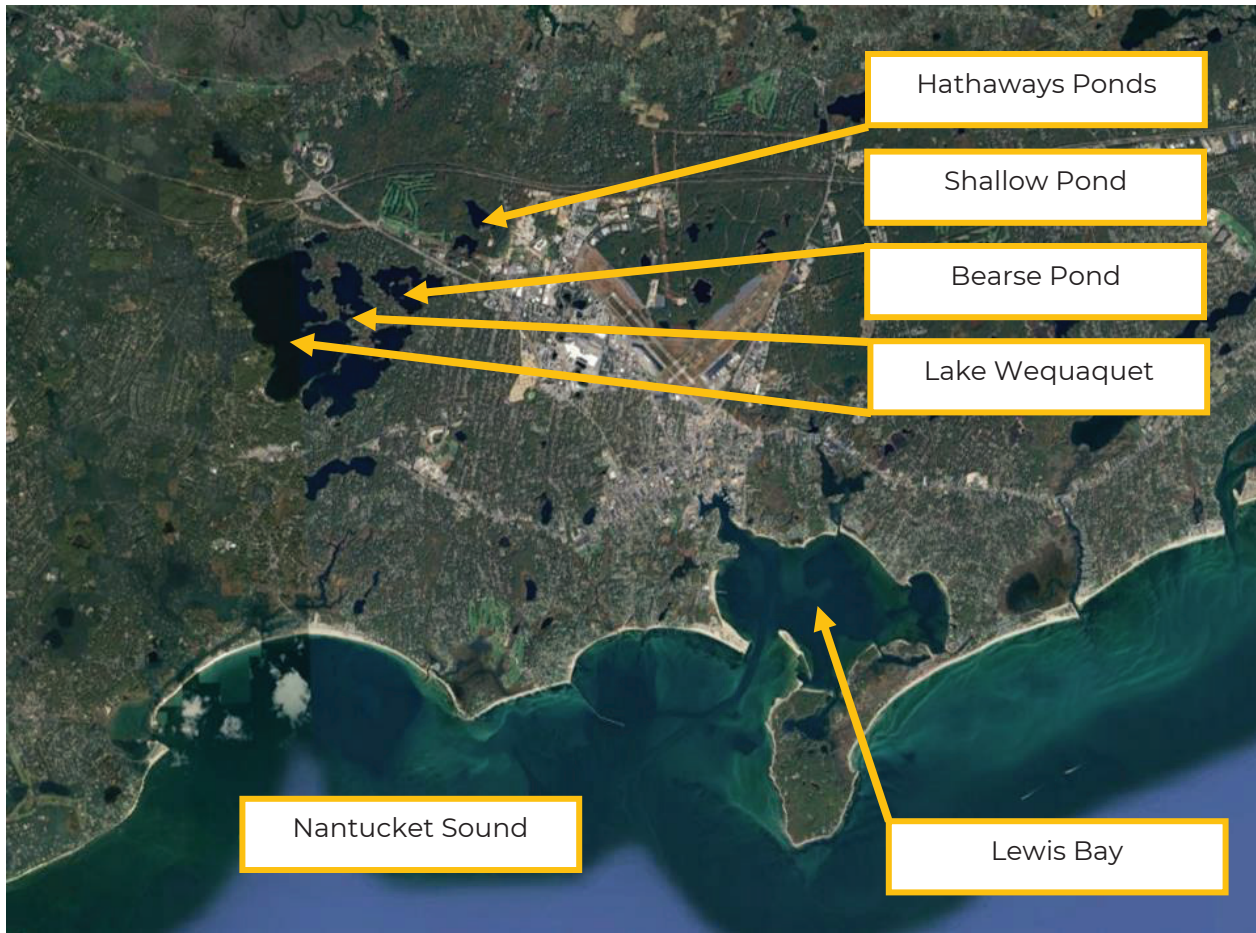 Hathaways Ponds
Shallow Pond
Bearse Pond
Lake Wequaquet
Nantucket Sound
Lewis Bay